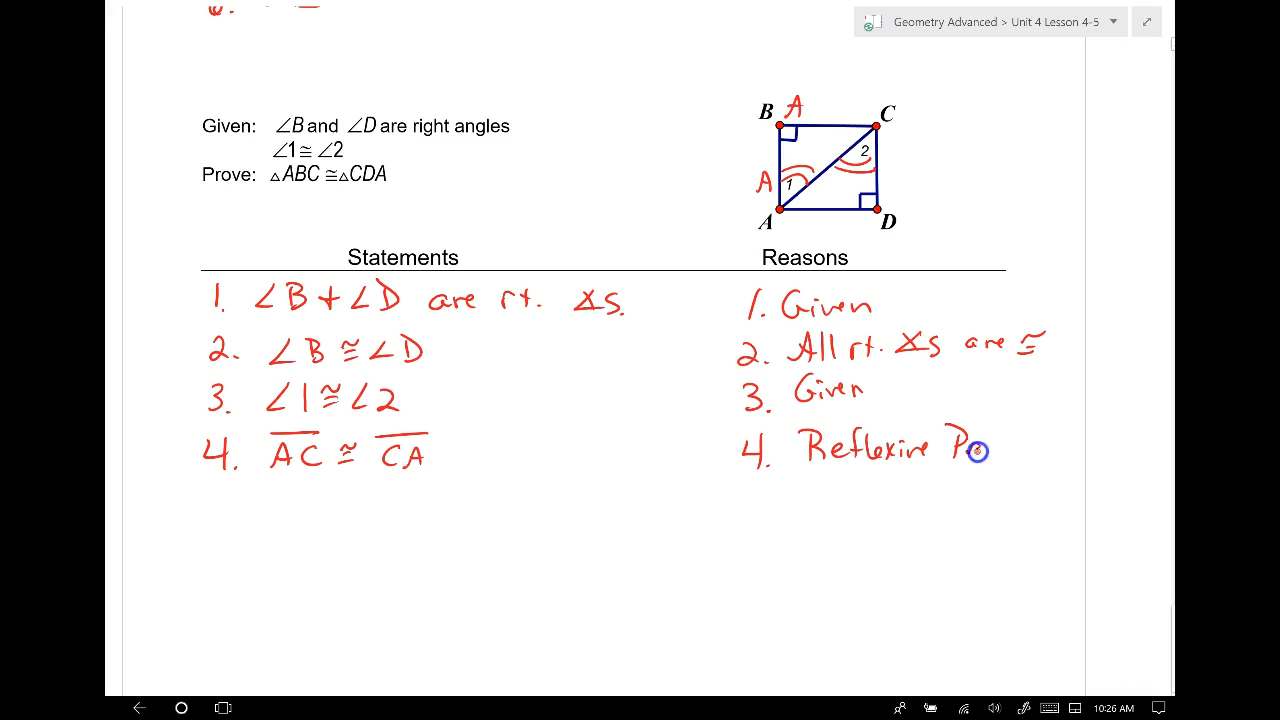 Geometry Advanced > Unit 4 Lesson 4-5
Given: ∠B and ∠D are right angles
∠1 ≅ ∠2
Prove: △ABC ≅ △CDA
B A C
2
A 1
A D
Statements Reasons
1. ∠B + ∠D are rt. ∡s. 1. Given
2. ∠B ≅ ∠D 2. All rt. ∡s are ≅
3. ∠1 ≅ ∠2 3. Given
4. AC ≅ CA 4. Reflexive
10:26 AM